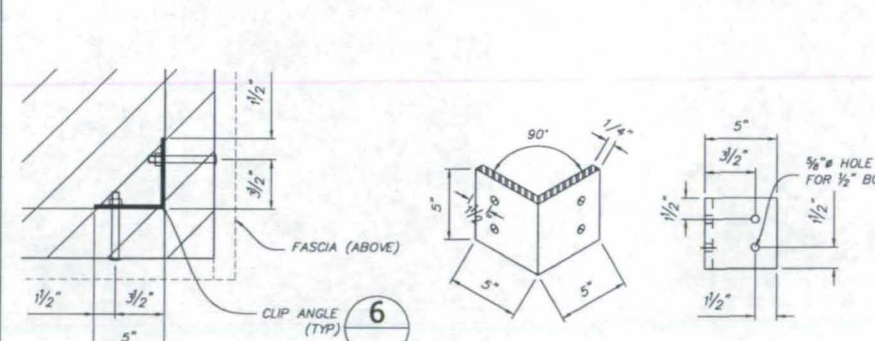 1½"
3½"
FASCIA (ABOVE)
1½" 3½"
5"
CLIP ANGLE
(TYP)
6
90°
1/4"
5"
5" 5"
5"
3½"
⅝"ø HOLE
FOR ½" BO
1½"
1½"
1½"